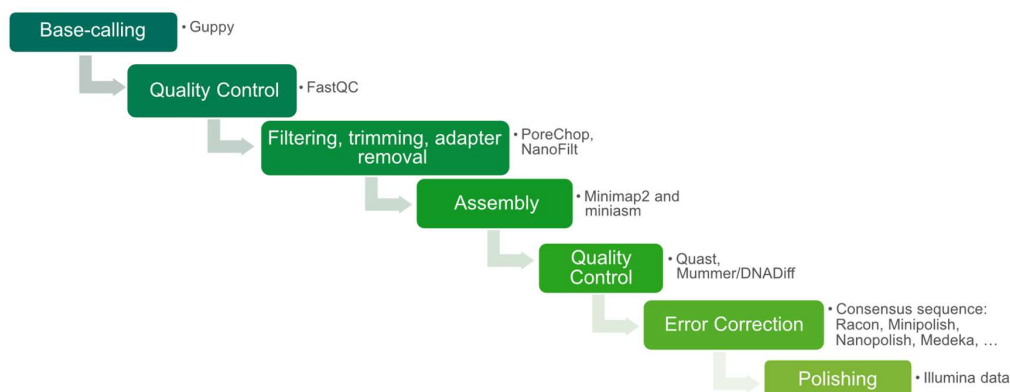 Base-calling
• Guppy
Quality Control
• FastQC
Filtering, trimming, adapter
removal
• PoreChop,
NanoFilt
Assembly
• Minimap2 and
miniasm
Quality
Control
• Quast,
Mummer/DNADiff
Error Correction
• Consensus sequence:
Racon, Minipolish,
Nanopolish, Medeka, ...
Polishing
• Illumina data